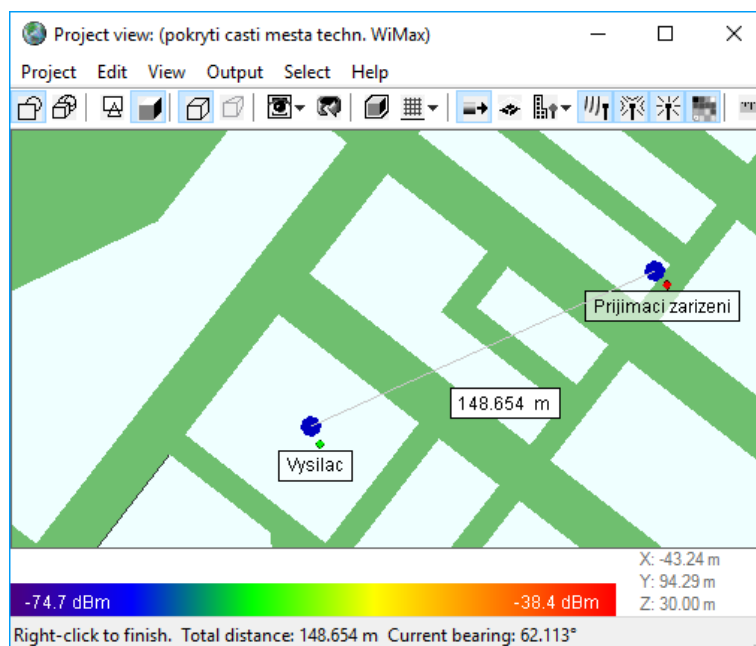 Project view: (pokryti casti mesta techn. WiMax)
Project Edit View Output Select Help
Prijimaci zarizeni
148.654 m
Vysilac
X: -43.24 m
Y: 94.29 m
Z: 30.00 m
-74.7 dBm -38.4 dBm
Right-click to finish. Total distance: 148.654 m Current bearing: 62.113°